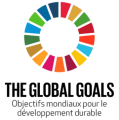 THE GLOBAL GOALS
Objectifs mondiaux pour le
développement durable